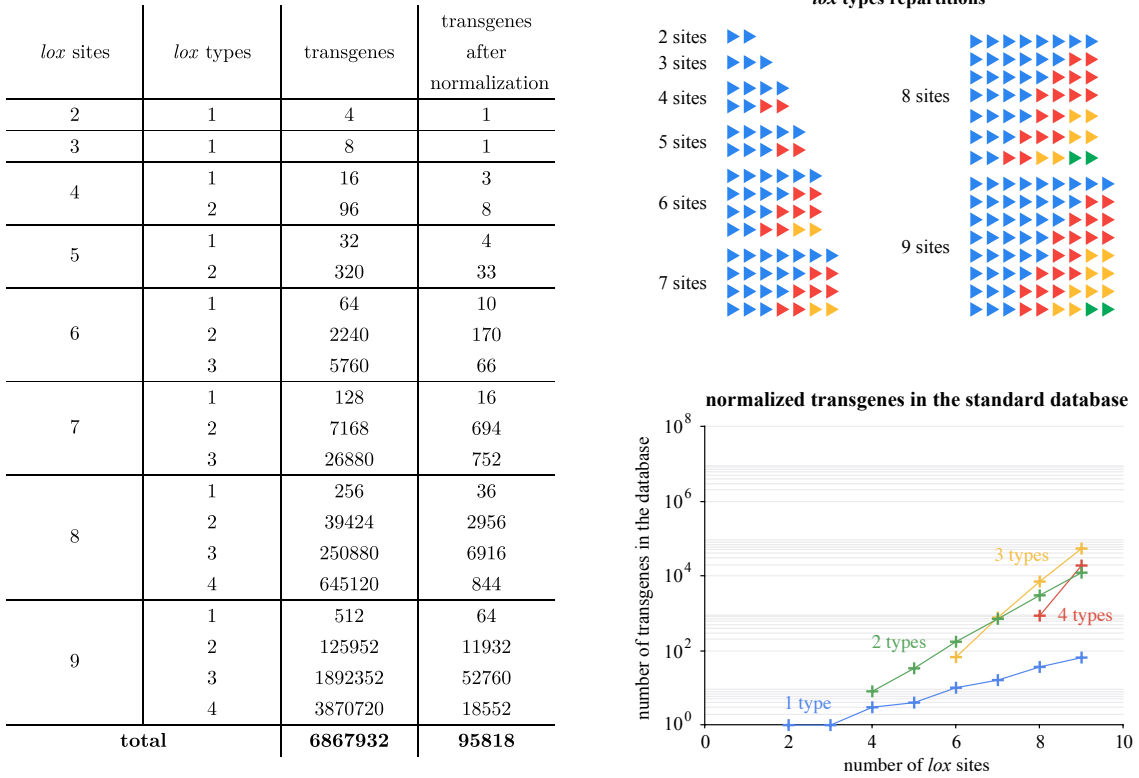 lox sites lox types transgenes transgenes after normalization
2 1 4 1
3 1 8 1
4 1 16 3
2 96 8
5 1 32 4
2 320 33
6 1 64 10
2 2240 170
3 5760 66
7 1 128 16
2 7168 694
3 26880 752
8 1 256 36
2 39424 2956
3 250880 6916
4 645120 844
9 1 512 64
2 125952 11932
3 1892352 52760
4 3870720 18552
total 6867932 95818
lox types repartitions
2 sites
3 sites
4 sites
5 sites
6 sites
7 sites
8 sites
9 sites
normalized transgenes in the standard database
number of transgenes in the database
10^8
10^6
10^4
10^2
10^0
3 types
4 types
2 types
1 type
0 2 4 6 8 10
number of lox sites